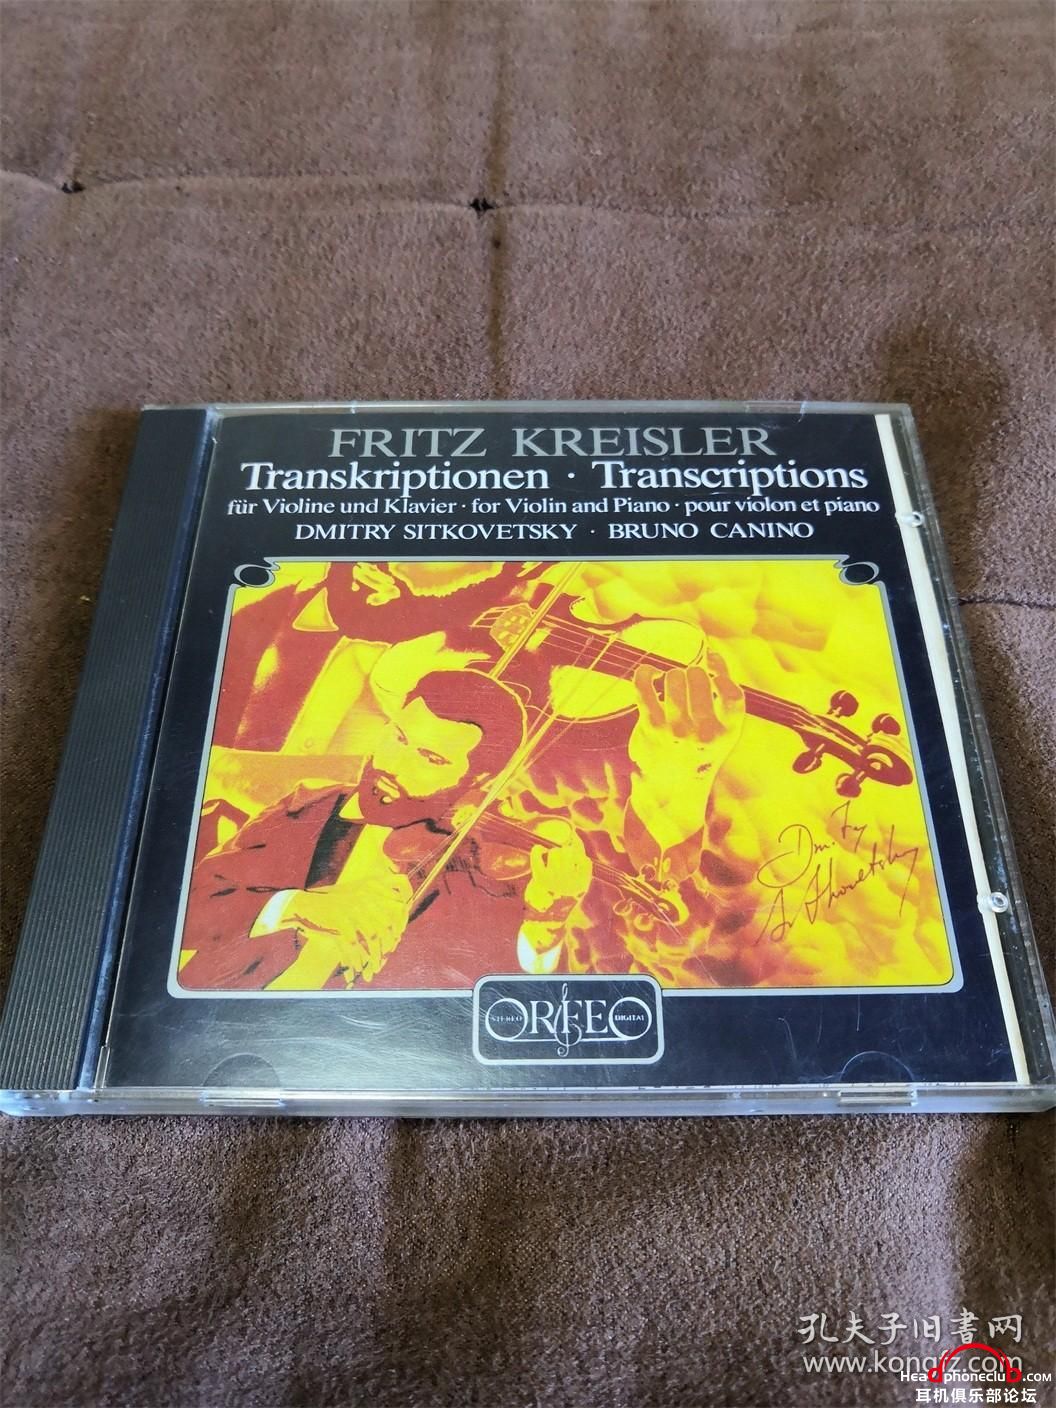 FRITZ KREISLER
Transkriptionen · Transcriptions
für Violine und Klavier · for Violin and Piano · pour violon et piano
DMITRY SITKOVETSKY · BRUNO CANINO
STEREO ORFEO DIGITAL
孔夫子旧書网
www.kongfz.com
Headphoneclub.com
耳机俱乐部论坛